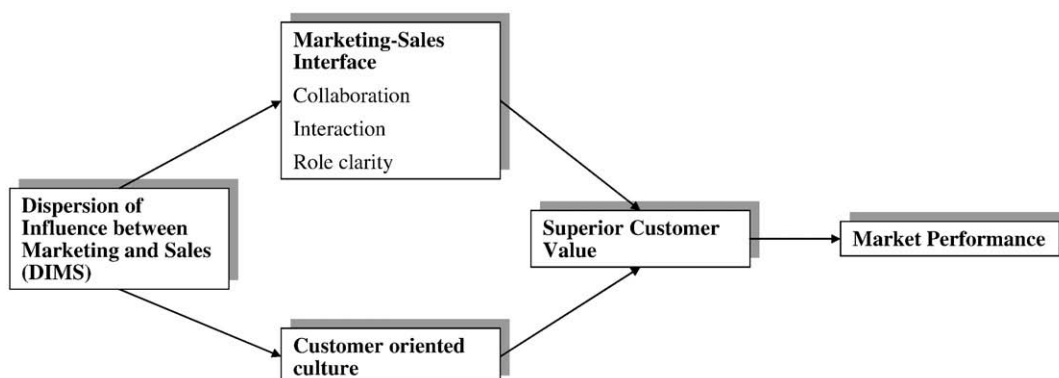 Marketing-Sales
Interface
Collaboration
Interaction
Role clarity
Dispersion of
Influence between
Marketing and Sales
(DIMS)
Superior Customer
Value
Market Performance
Customer oriented
culture